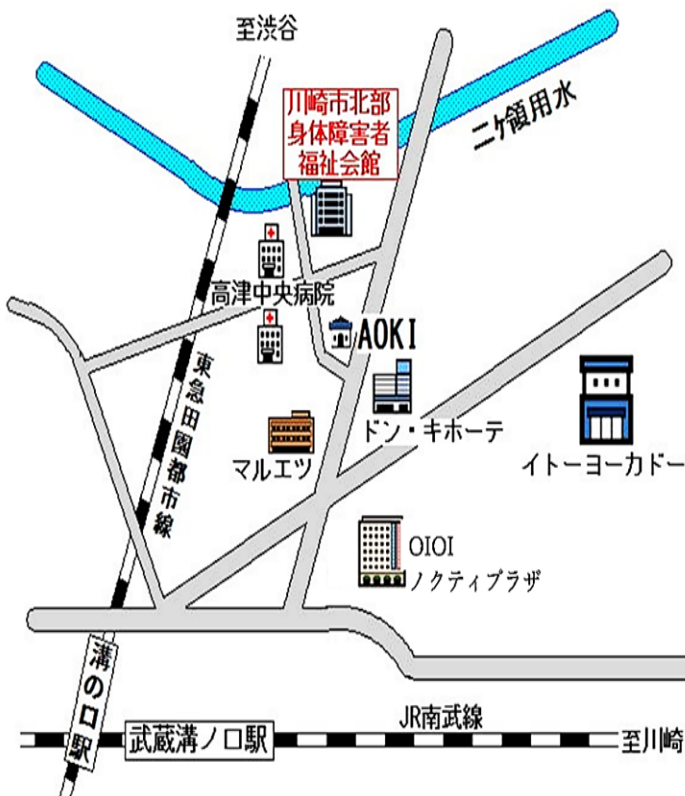 至渋谷
川崎市北部
身体障害者
福祉会館
二ケ領用水
高津中央病院
AOKI
東急田園都市線
ドン・キホーテ
マルエツ
イトーヨーカドー
OIOI
ノクティプラザ
溝の口駅
JR南武線
武蔵溝ノ口駅
至川崎